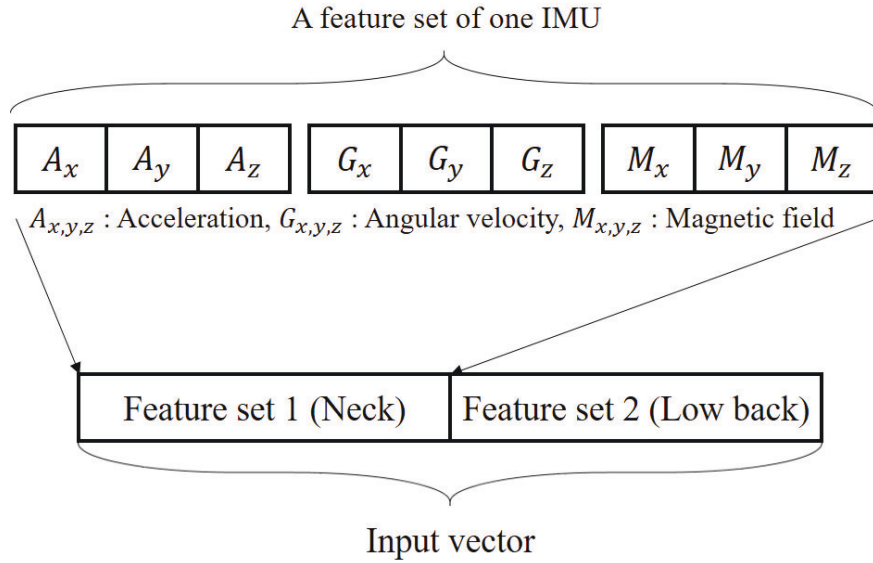 A feature set of one IMU
A_x A_y A_z G_x G_y G_z M_x M_y M_z
A_{x,y,z} : Acceleration, G_{x,y,z} : Angular velocity, M_{x,y,z} : Magnetic field
Feature set 1 (Neck) Feature set 2 (Low back)
Input vector